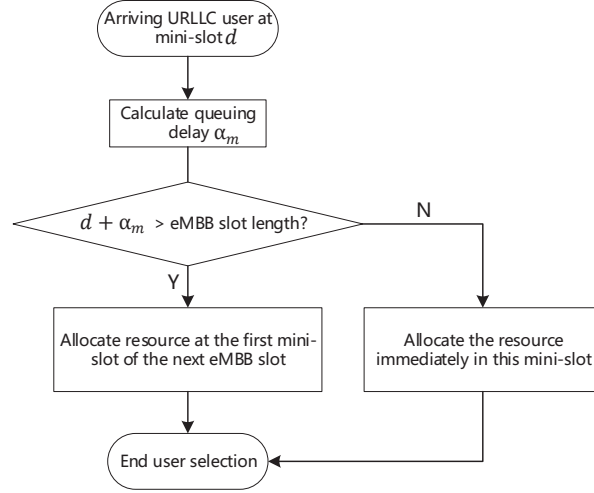 Arriving URLLC user at
mini-slot d
Calculate queuing
delay α_m
d + α_m > eMBB slot length?
N
Y
Allocate resource at the first mini-
slot of the next eMBB slot
Allocate the resource
immediately in this mini-slot
End user selection